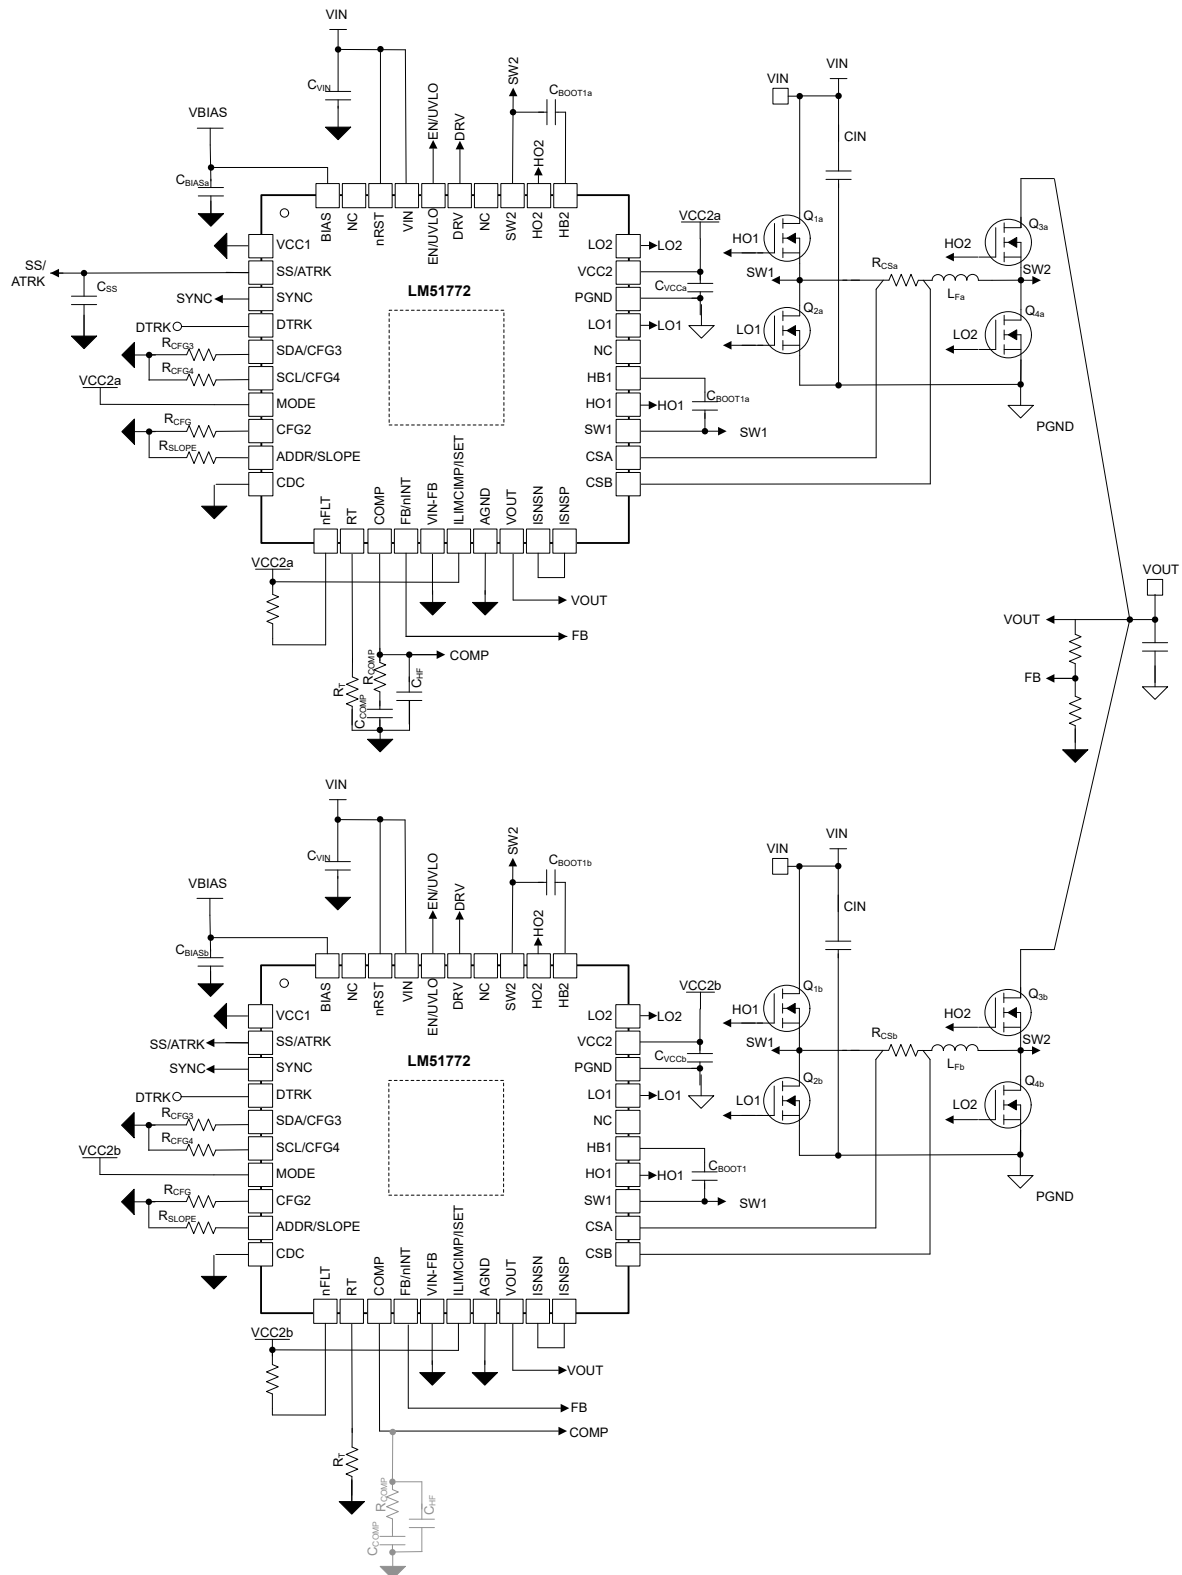 VIN
CVIN
VBIAS
CBIASa
SW2
CBOOT1a
EN/UVLO
DRV
HO2
BIAS
NC
nRST
VIN
EN/UVLO
DRV
NC
SW2
HO2
HB2
VCC1
SS/ATRK
SYNC
DTRK
SDA/CFG3
SCL/CFG4
MODE
CFG2
ADDR/SLOPE
CDC
SS/
ATRK
CSS
SYNC
DTRK
RCFG3
RCFG4
VCC2a
RCFG
RSLOPE
LM51772
LO2
VCC2
PGND
LO1
NC
HB1
HO1
SW1
CSA
CSB
LO2
VCC2a
CVCCa
LO1
CBOOT1a
HO1
SW1
nFLT
RT
COMP
FB/nINT
VIN-FB
ILIMCIMP/ISET
AGND
VOUT
ISNSN
ISNSP
VCC2a
VOUT
FB
COMP
RT
RCOMP
CCOMP
CHF
VIN
VIN
CIN
Q1a
HO1
SW1
Q2a
LO1
RCSa
LFa
Q3a
HO2
SW2
Q4a
LO2
PGND
VOUT
VOUT
FB
VIN
CVIN
VBIAS
CBIASb
SW2
CBOOT1b
EN/UVLO
DRV
HO2
BIAS
NC
nRST
VIN
EN/UVLO
DRV
NC
SW2
HO2
HB2
VCC1
SS/ATRK
SYNC
DTRK
SDA/CFG3
SCL/CFG4
MODE
CFG2
ADDR/SLOPE
CDC
SS/ATRK
SYNC
DTRK
RCFG3
RCFG4
VCC2b
RCFG
RSLOPE
LM51772
LO2
VCC2
PGND
LO1
NC
HB1
HO1
SW1
CSA
CSB
LO2
VCC2b
CVCCb
LO1
CBOOT1
HO1
SW1
nFLT
RT
COMP
FB/nINT
VIN-FB
ILIMCIMP/ISET
AGND
VOUT
ISNSN
ISNSP
VCC2b
VOUT
FB
COMP
RT
RCOMP
CCOMP
CHF
VIN
VIN
CIN
Q1b
HO1
SW1
Q2b
LO1
RCSb
LFb
Q3b
HO2
SW2
Q4b
LO2
PGND